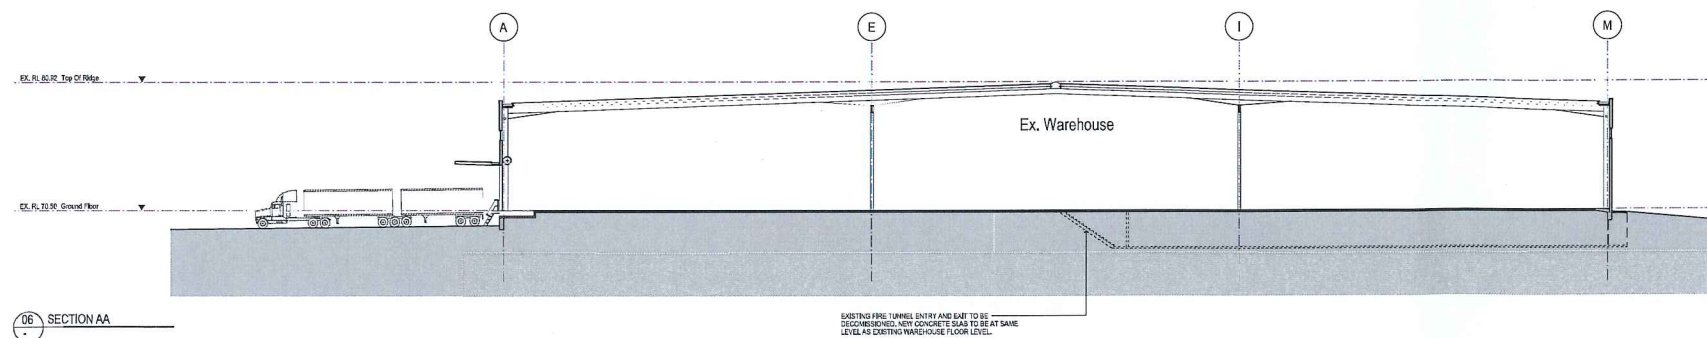 A
E
I
M
EX. RL 80.92 Top Of Ridge
Ex. Warehouse
EX. RL 70.50 Ground Floor
06 SECTION AA
-
EXISTING FIRE TUNNEL ENTRY AND EXIT TO BE
DECOMISSIONED. NEW CONCRETE SLAB TO BE AT SAME
LEVEL AS EXISTING WAREHOUSE FLOOR LEVEL.